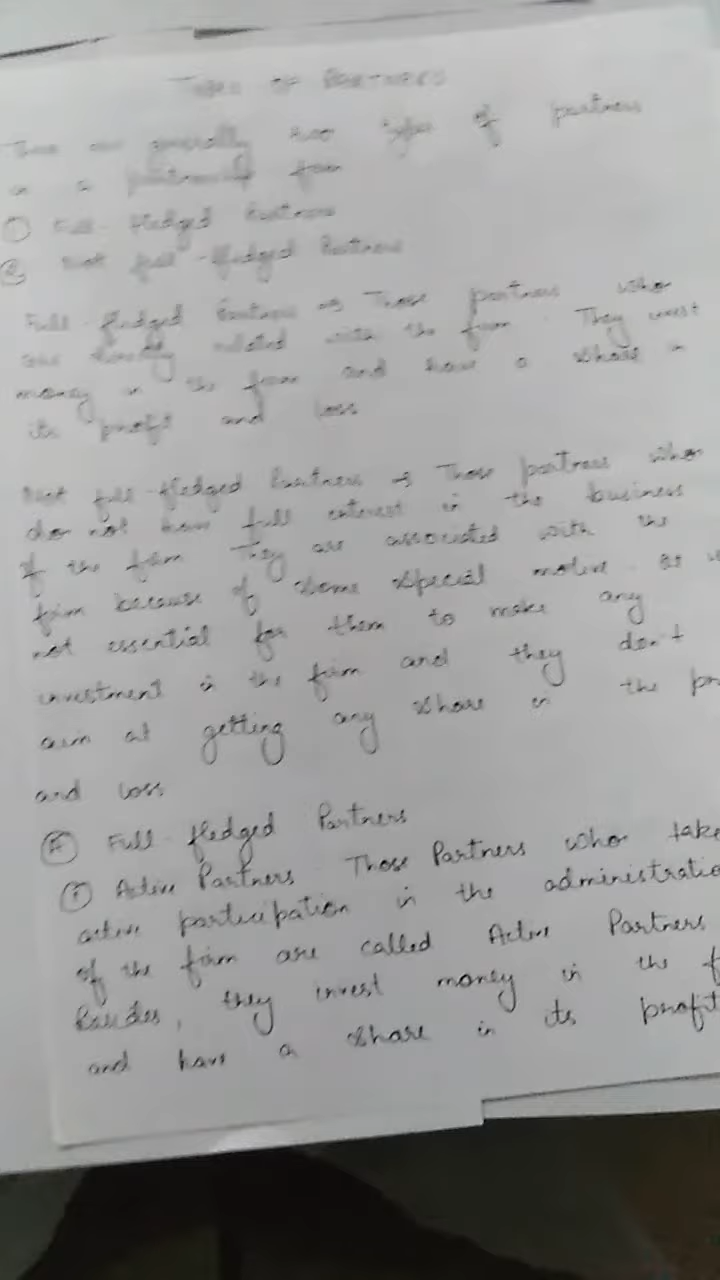 TYPES OF PARTNERS
There are generally two types of partners
in a partnership firm
① Full-fledged Partners
② Not full-fledged Partners
Full-fledged Partners Those partners who
are directly related with the firm. They invest
money in the firm and have a share in
its profit and loss
Not full-fledged Partners Those partners who
do not have full interest in the business
of the firm They are associated with the
firm because of some special motive.
not essential for them to make any
investment in the firm and they don't
aim at getting any share in the
and loss
Ⓐ Full-fledged Partners
① Active Partners Those Partners who take
active participation in the
of the firm are called Active Partners
they invest money in the
and have a share in its profit